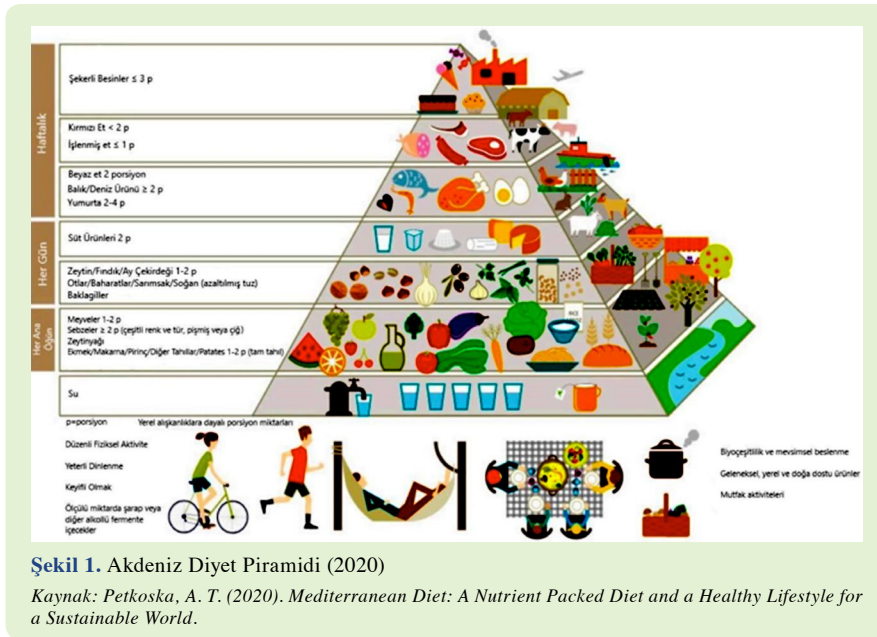 Haftalık
Şekerli Besinler ≤ 3 p
Kırmızı Et < 2 p
İşlenmiş et ≤ 1 p
Beyaz et 2 porsiyon
Balık/Deniz Ürünü ≥ 2 p
Yumurta 2-4 p
Her Gün
Süt Ürünleri 2 p
Zeytin/Fındık/Ay Çekirdeği 1-2 p
Otlar/Baharatlar/Sarımsak/Soğan (azaltılmış tuz)
Baklagiller
Her Ana
Öğün
Meyveler 1-2 p
Sebzeler ≥ 2 p (çeşitli renk ve tür, pişmiş veya çiğ)
Zeytinyağı
Ekmek/Makarna/Pirinç/Diğer Tahıllar/Patates 1-2 p (tam tahıl)
RICE
Su
p=porsiyon
Yerel alışkanlıklara dayalı porsiyon miktarları
Düzenli Fiziksel Aktivite
Yeterli Dinlenme
Keyifli Olmak
Ölçülü miktarda şarap veya
diğer alkollü fermente
içecekler
Biyoçeşitlilik ve mevsimsel beslenme
Geleneksel, yerel ve doğa dostu ürünler
Mutfak aktiviteleri
Şekil 1. Akdeniz Diyet Piramidi (2020)
Kaynak: Petkoska, A. T. (2020). Mediterranean Diet: A Nutrient Packed Diet and a Healthy Lifestyle for
a Sustainable World.